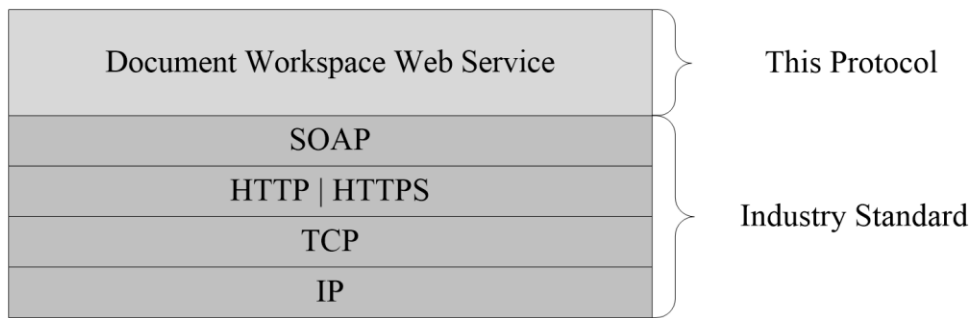 Document Workspace Web Service
This Protocol
SOAP
HTTP | HTTPS
TCP
IP
Industry Standard